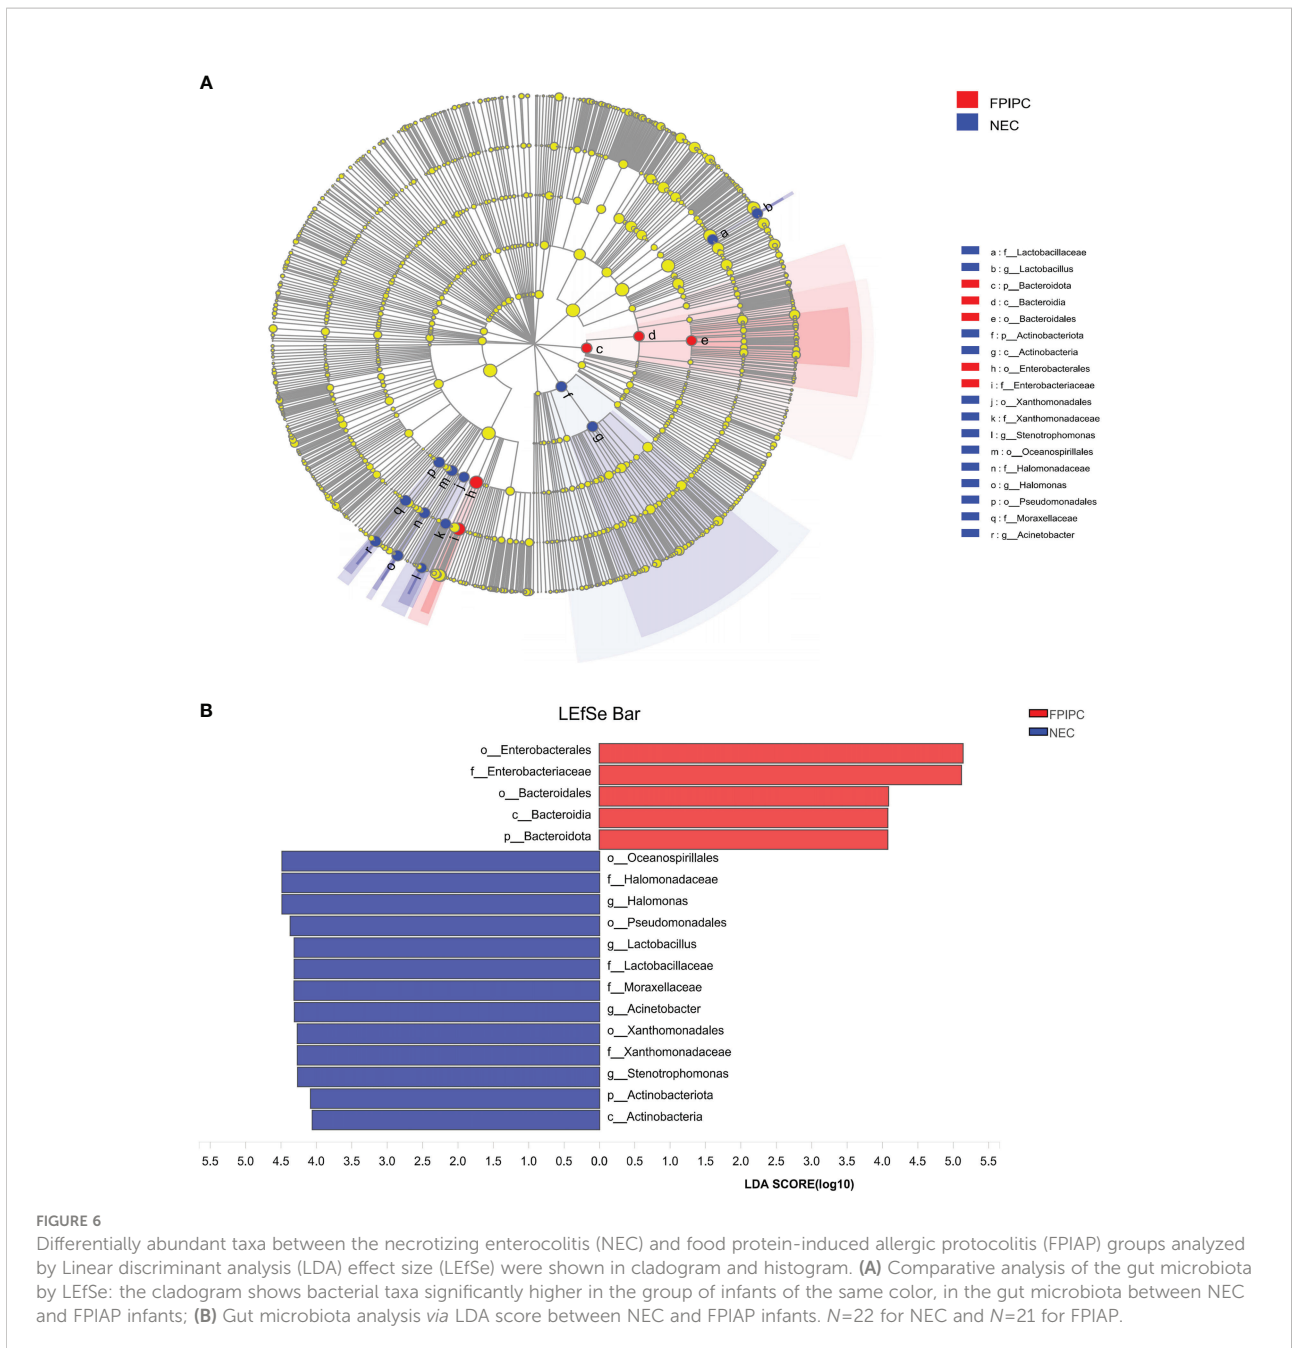 A
FPIPC
NEC
a
b
c
d
e
f
g
h
i
j
k
l
m
n
o
p
q
r
a : f__Lactobacillaceae
b : g__Lactobacillus
c : p__Bacteroidota
d : c__Bacteroidia
e : o__Bacteroidales
f : p__Actinobacteriota
g : c__Actinobacteria
h : o__Enterobacterales
i : f__Enterobacteriaceae
j : o__Xanthomonadales
k : f__Xanthomonadaceae
l : g__Stenotrophomonas
m : o__Oceanospirillales
n : f__Halomonadaceae
o : g__Halomonas
p : o__Pseudomonadales
q : f__Moraxellaceae
r : g__Acinetobacter
B
LEfSe Bar
FPIPC
NEC
o__Enterobacterales
f__Enterobacteriaceae
o__Bacteroidales
c__Bacteroidia
p__Bacteroidota
o__Oceanospirillales
f__Halomonadaceae
g__Halomonas
o__Pseudomonadales
g__Lactobacillus
f__Lactobacillaceae
f__Moraxellaceae
g__Acinetobacter
o__Xanthomonadales
f__Xanthomonadaceae
g__Stenotrophomonas
p__Actinobacteriota
c__Actinobacteria
5.5 5.0 4.5 4.0 3.5 3.0 2.5 2.0 1.5 1.0 0.5 0.0 0.5 1.0 1.5 2.0 2.5 3.0 3.5 4.0 4.5 5.0 5.5
LDA SCORE(log10)
FIGURE 6
Differentially abundant taxa between the necrotizing enterocolitis (NEC) and food protein-induced allergic protocolitis (FPIAP) groups analyzed
by Linear discriminant analysis (LDA) effect size (LEfSe) were shown in cladogram and histogram. (A) Comparative analysis of the gut microbiota
by LEfSe: the cladogram shows bacterial taxa significantly higher in the group of infants of the same color, in the gut microbiota between NEC
and FPIAP infants; (B) Gut microbiota analysis via LDA score between NEC and FPIAP infants. N=22 for NEC and N=21 for FPIAP.